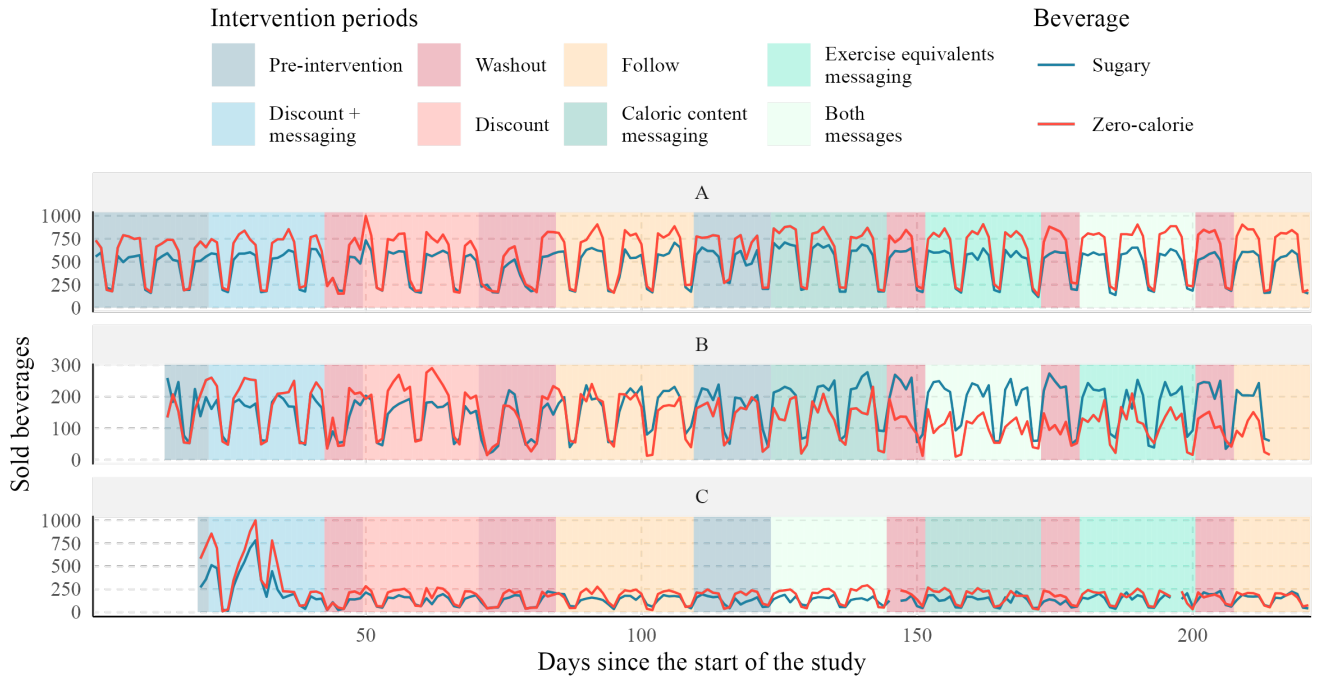 Intervention periods
Beverage
Pre-intervention
Washout
Follow
Exercise equivalents
messaging
Sugary
Discount +
messaging
Discount
Caloric content
messaging
Both
messages
Zero-calorie
A
1000
750
500
250
0
B
300
200
100
0
C
1000
750
500
250
0
Sold beverages
50
100
150
200
Days since the start of the study